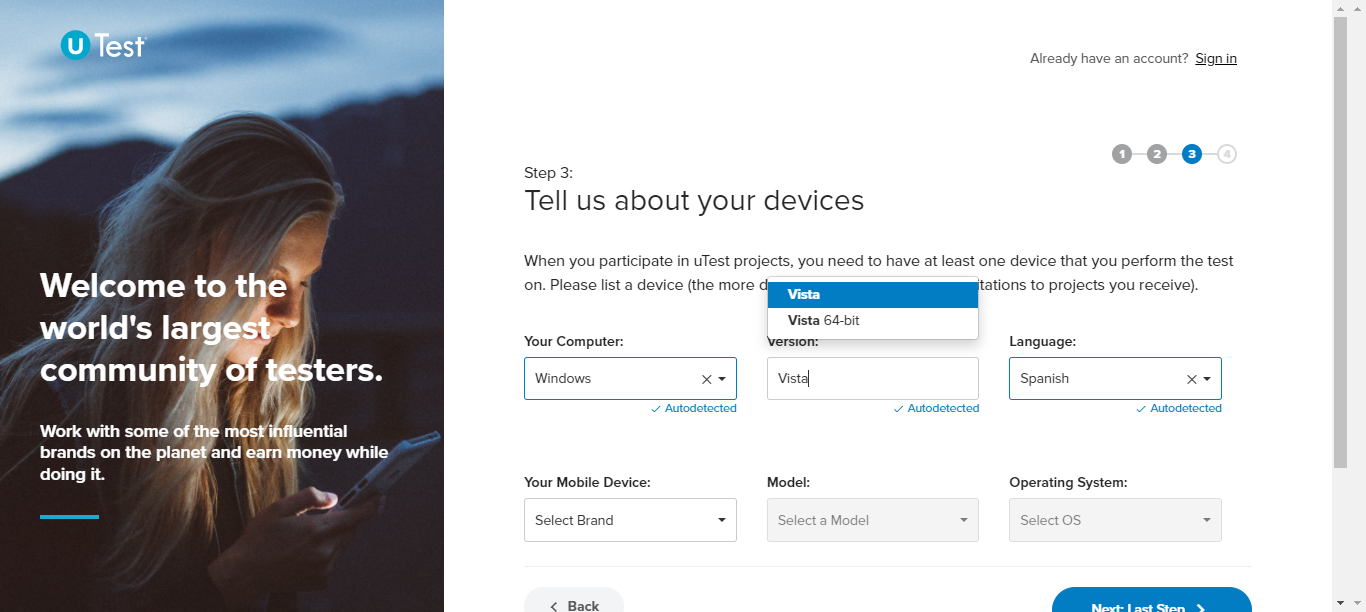 uTest
Already have an account? Sign in
1 2 3 4
Step 3:
Tell us about your devices
When you participate in uTest projects, you need to have at least one device that you perform the test
on. Please list a device (the more d
itations to projects you receive).
Vista
Vista 64-bit
Your Computer:
Version:
Language:
Windows
Vista
Spanish
Autodetected
Autodetected
Autodetected
Your Mobile Device:
Model:
Operating System:
Select Brand
Select a Model
Select OS
Back
Next: Last Step
Welcome to the
world's largest
community of testers.
Work with some of the most influential
brands on the planet and earn money while
doing it.